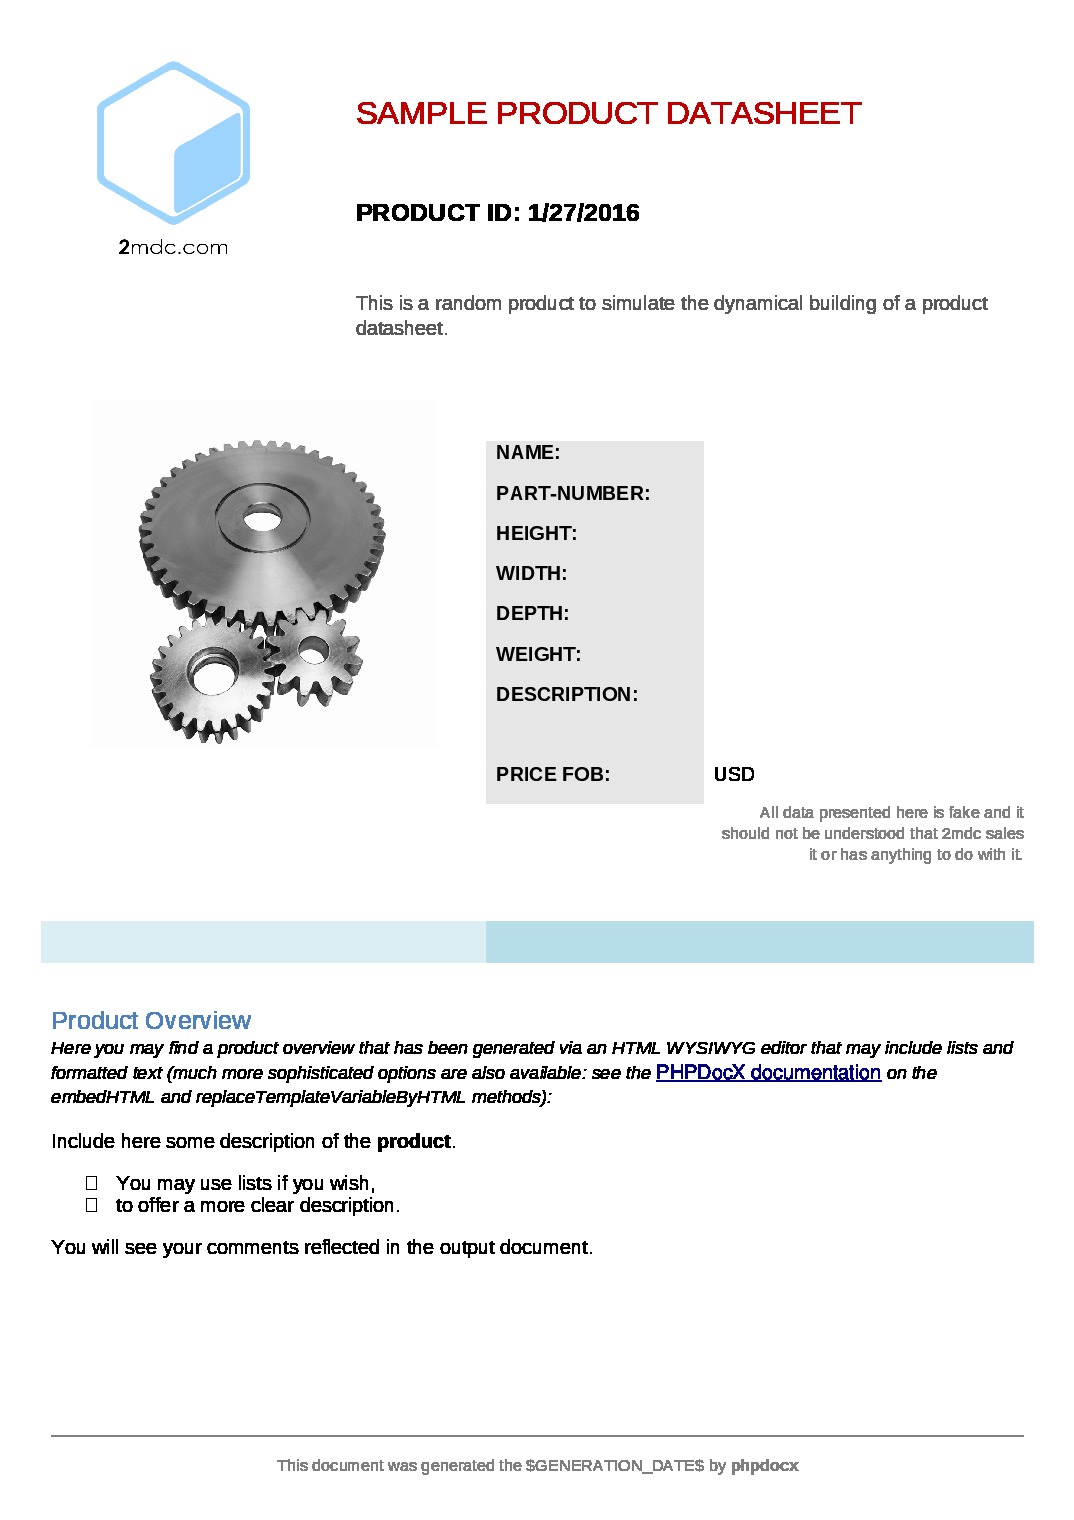 2mdc.com
SAMPLE PRODUCT DATASHEET
PRODUCT ID: 1/27/2016
This is a random product to simulate the dynamical building of a product
datasheet.
NAME:
PART-NUMBER:
HEIGHT:
WIDTH:
DEPTH:
WEIGHT:
DESCRIPTION:
PRICE FOB: USD
All data presented here is fake and it
should not be understood that 2mdc sales
it or has anything to do with it.
Product Overview
Here you may find a product overview that has been generated via an HTML WYSIWYG editor that may include lists and
formatted text (much more sophisticated options are also available: see the PHPDocX documentation on the
embedHTML and replaceTemplateVariableByHTML methods):
Include here some description of the product.
You may use lists if you wish,
to offer a more clear description.
You will see your comments reflected in the output document.
This document was generated the $GENERATION_DATE$ by phpdocx